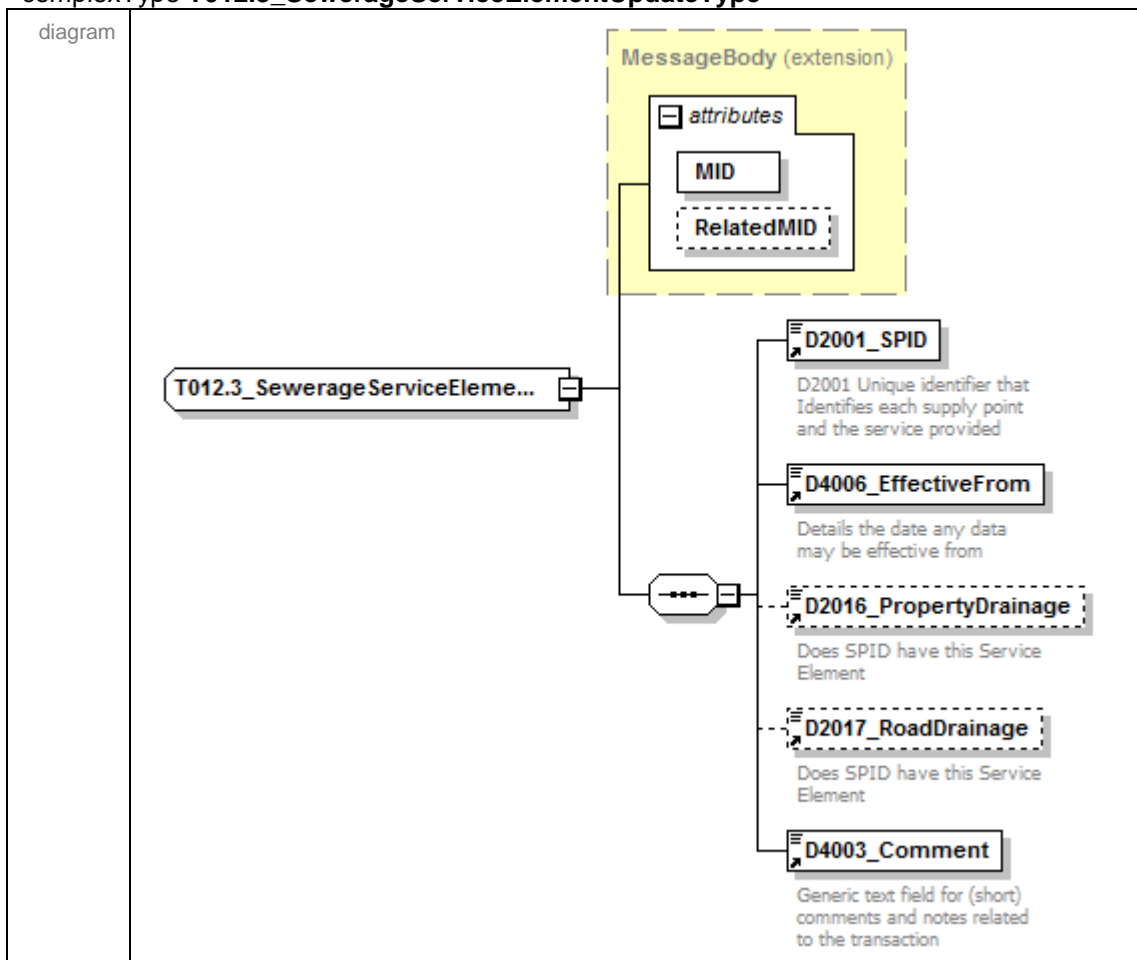 complexType T012.3_SewerageServiceElementUpdateType
diagram
MessageBody (extension)
attributes
MID
RelatedMID
T012.3_SewerageServiceEleme...
D2001_SPID
D2001 Unique identifier that
Identifies each supply point
and the service provided
D4006_EffectiveFrom
Details the date any data
may be effective from
D2016_PropertyDrainage
Does SPID have this Service
Element
D2017_RoadDrainage
Does SPID have this Service
Element
D4003_Comment
Generic text field for (short)
comments and notes related
to the transaction